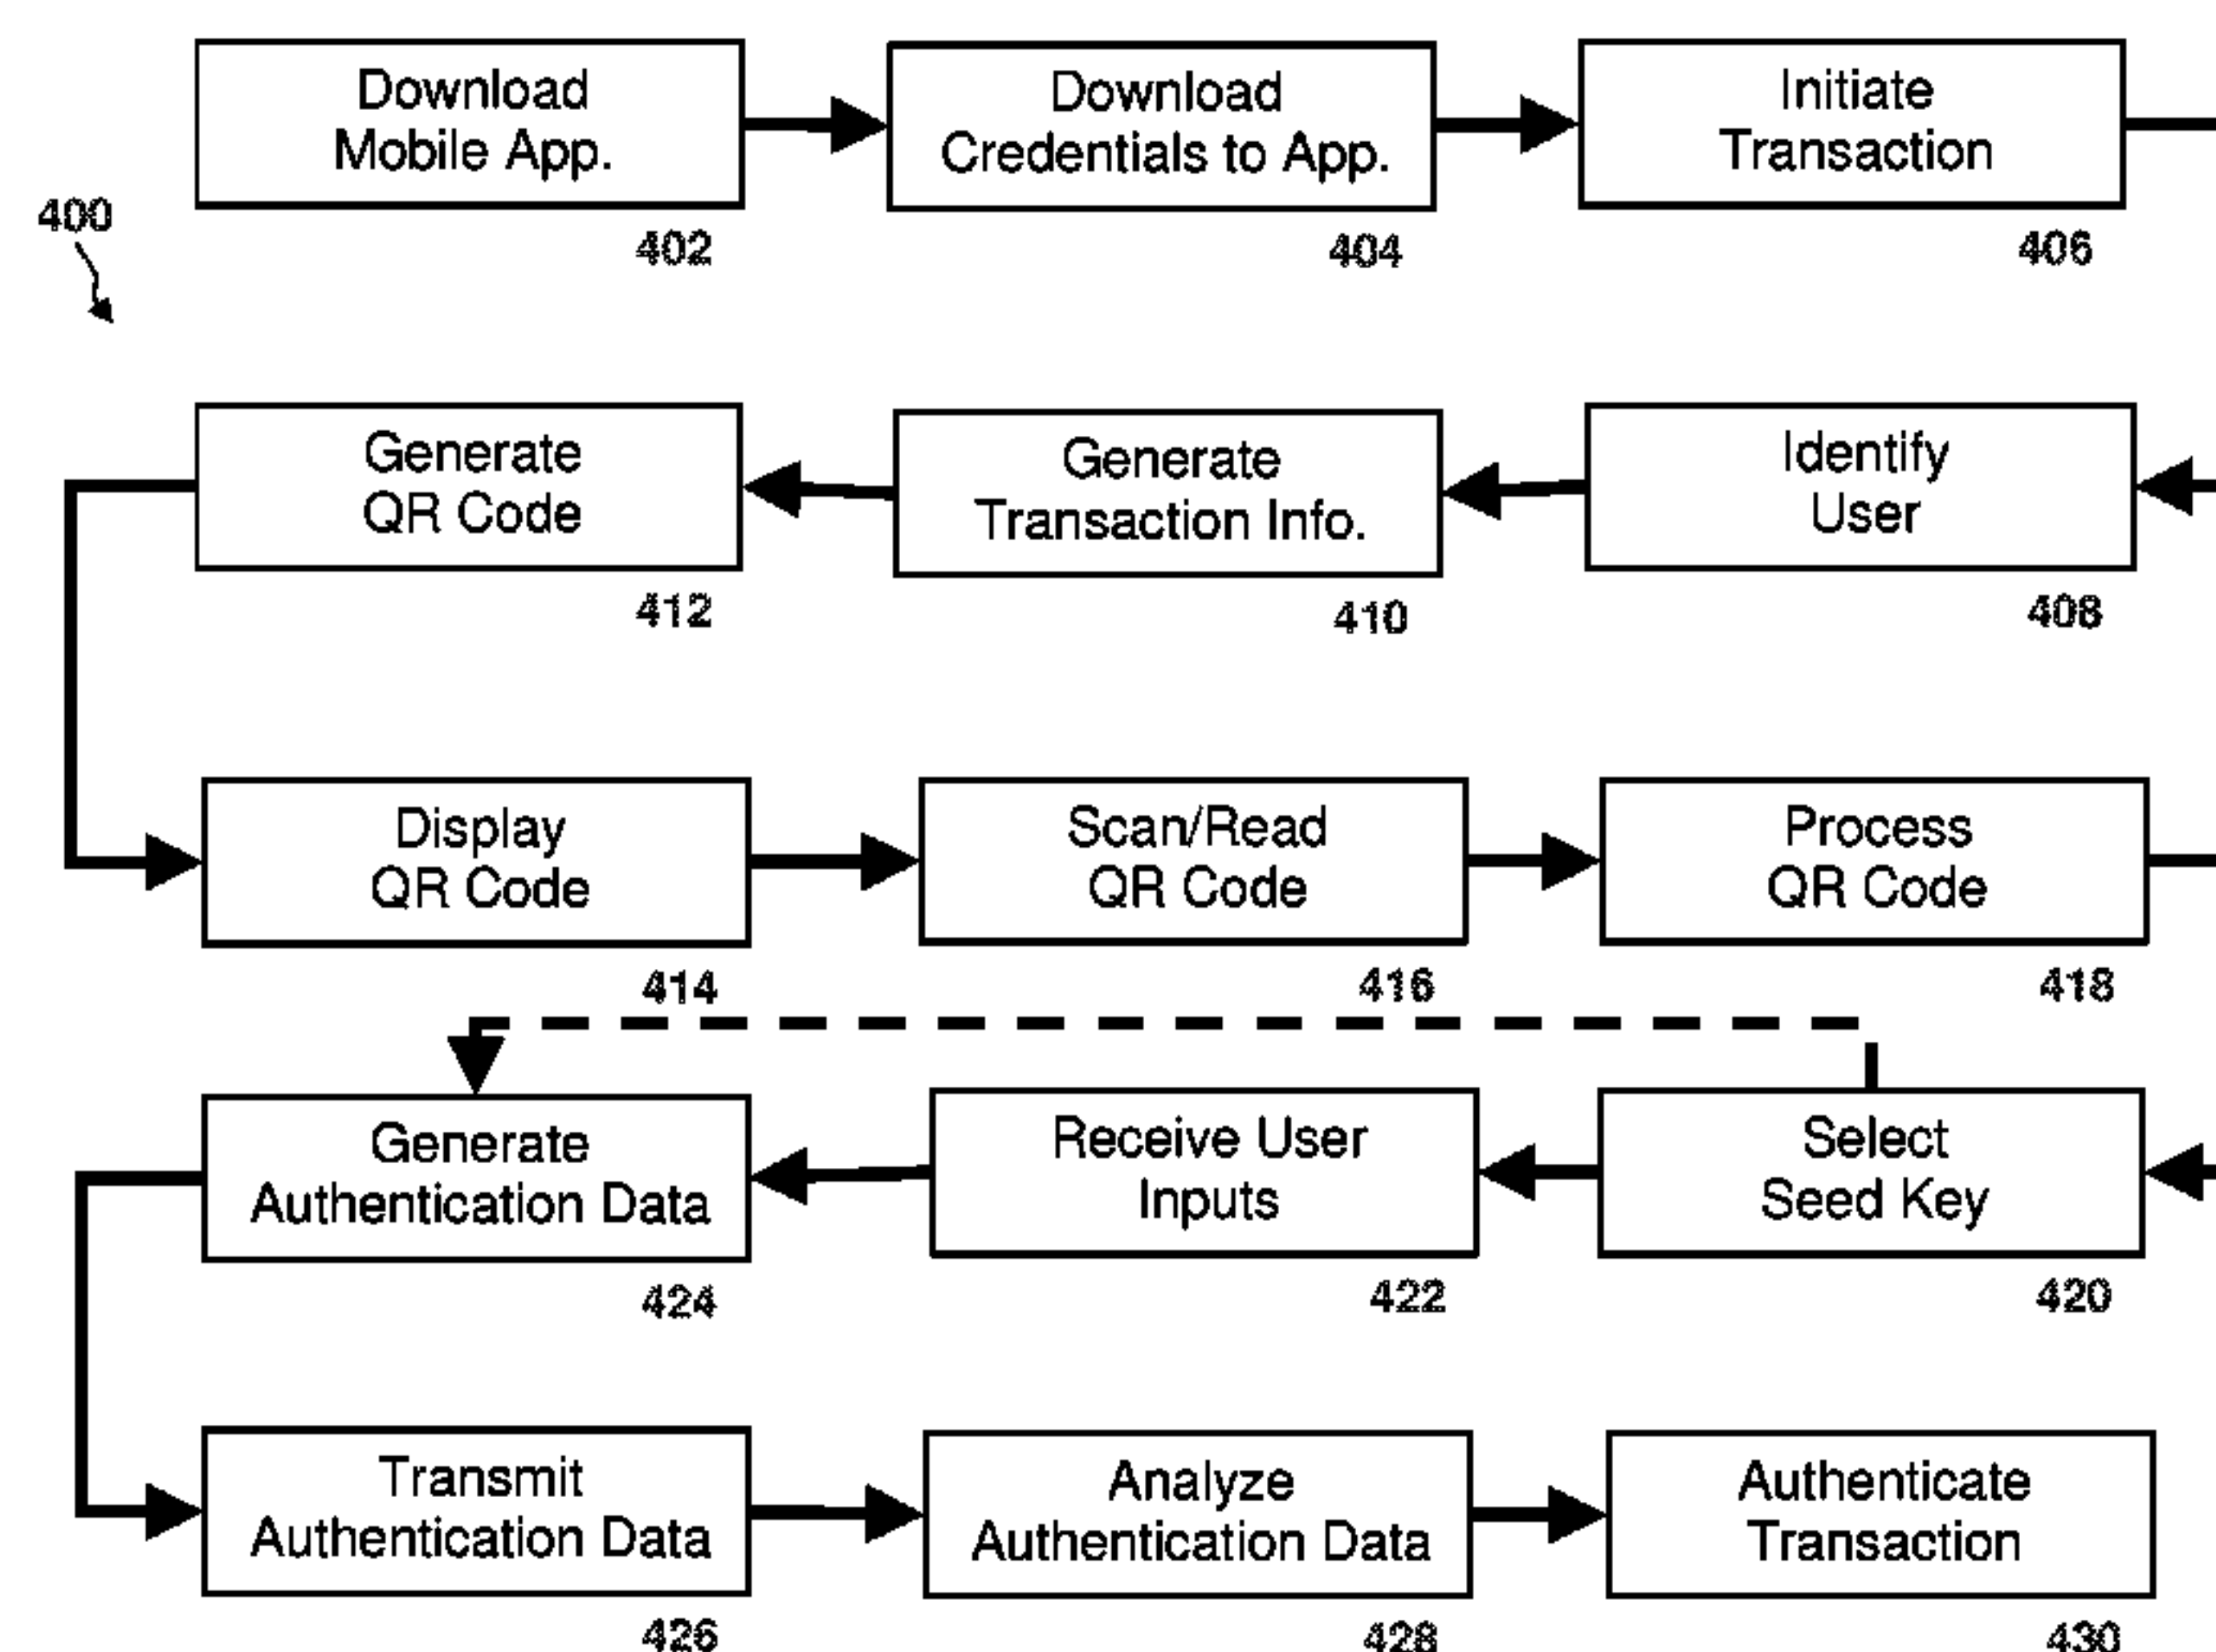 Download
Mobile App.
402
Download
Credentials to App.
404
Initiate
Transaction
406
400
Generate
QR Code
412
Generate
Transaction Info.
410
Identify
User
408
Display
QR Code
414
Scan/Read
QR Code
416
Process
QR Code
418
Generate
Authentication Data
424
Receive User
Inputs
422
Select
Seed Key
420
Transmit
Authentication Data
426
Analyze
Authentication Data
428
Authenticate
Transaction
430